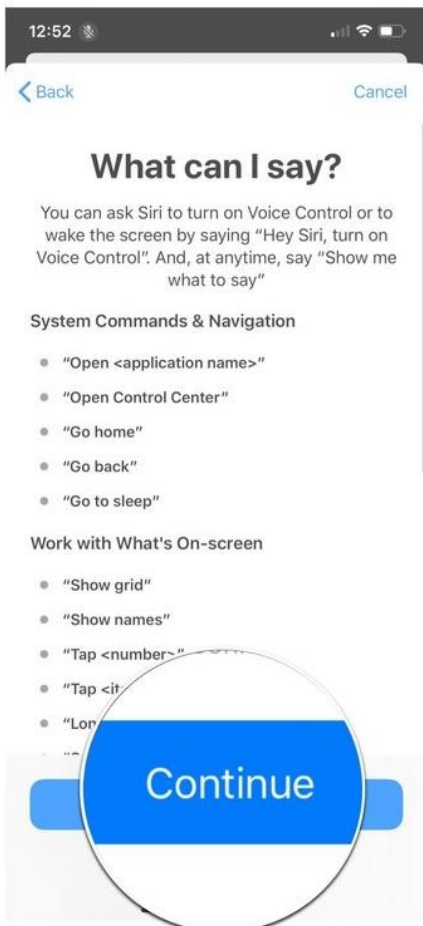 12:52
Back
Cancel
What can I say?
You can ask Siri to turn on Voice Control or to
wake the screen by saying “Hey Siri, turn on
Voice Control”. And, at anytime, say “Show me
what to say”
System Commands & Navigation
“Open <application name>”
“Open Control Center”
“Go home”
“Go back”
“Go to sleep”
Work with What's On-screen
“Show grid”
“Show names”
“Tap <number>”
“Tap
Continue